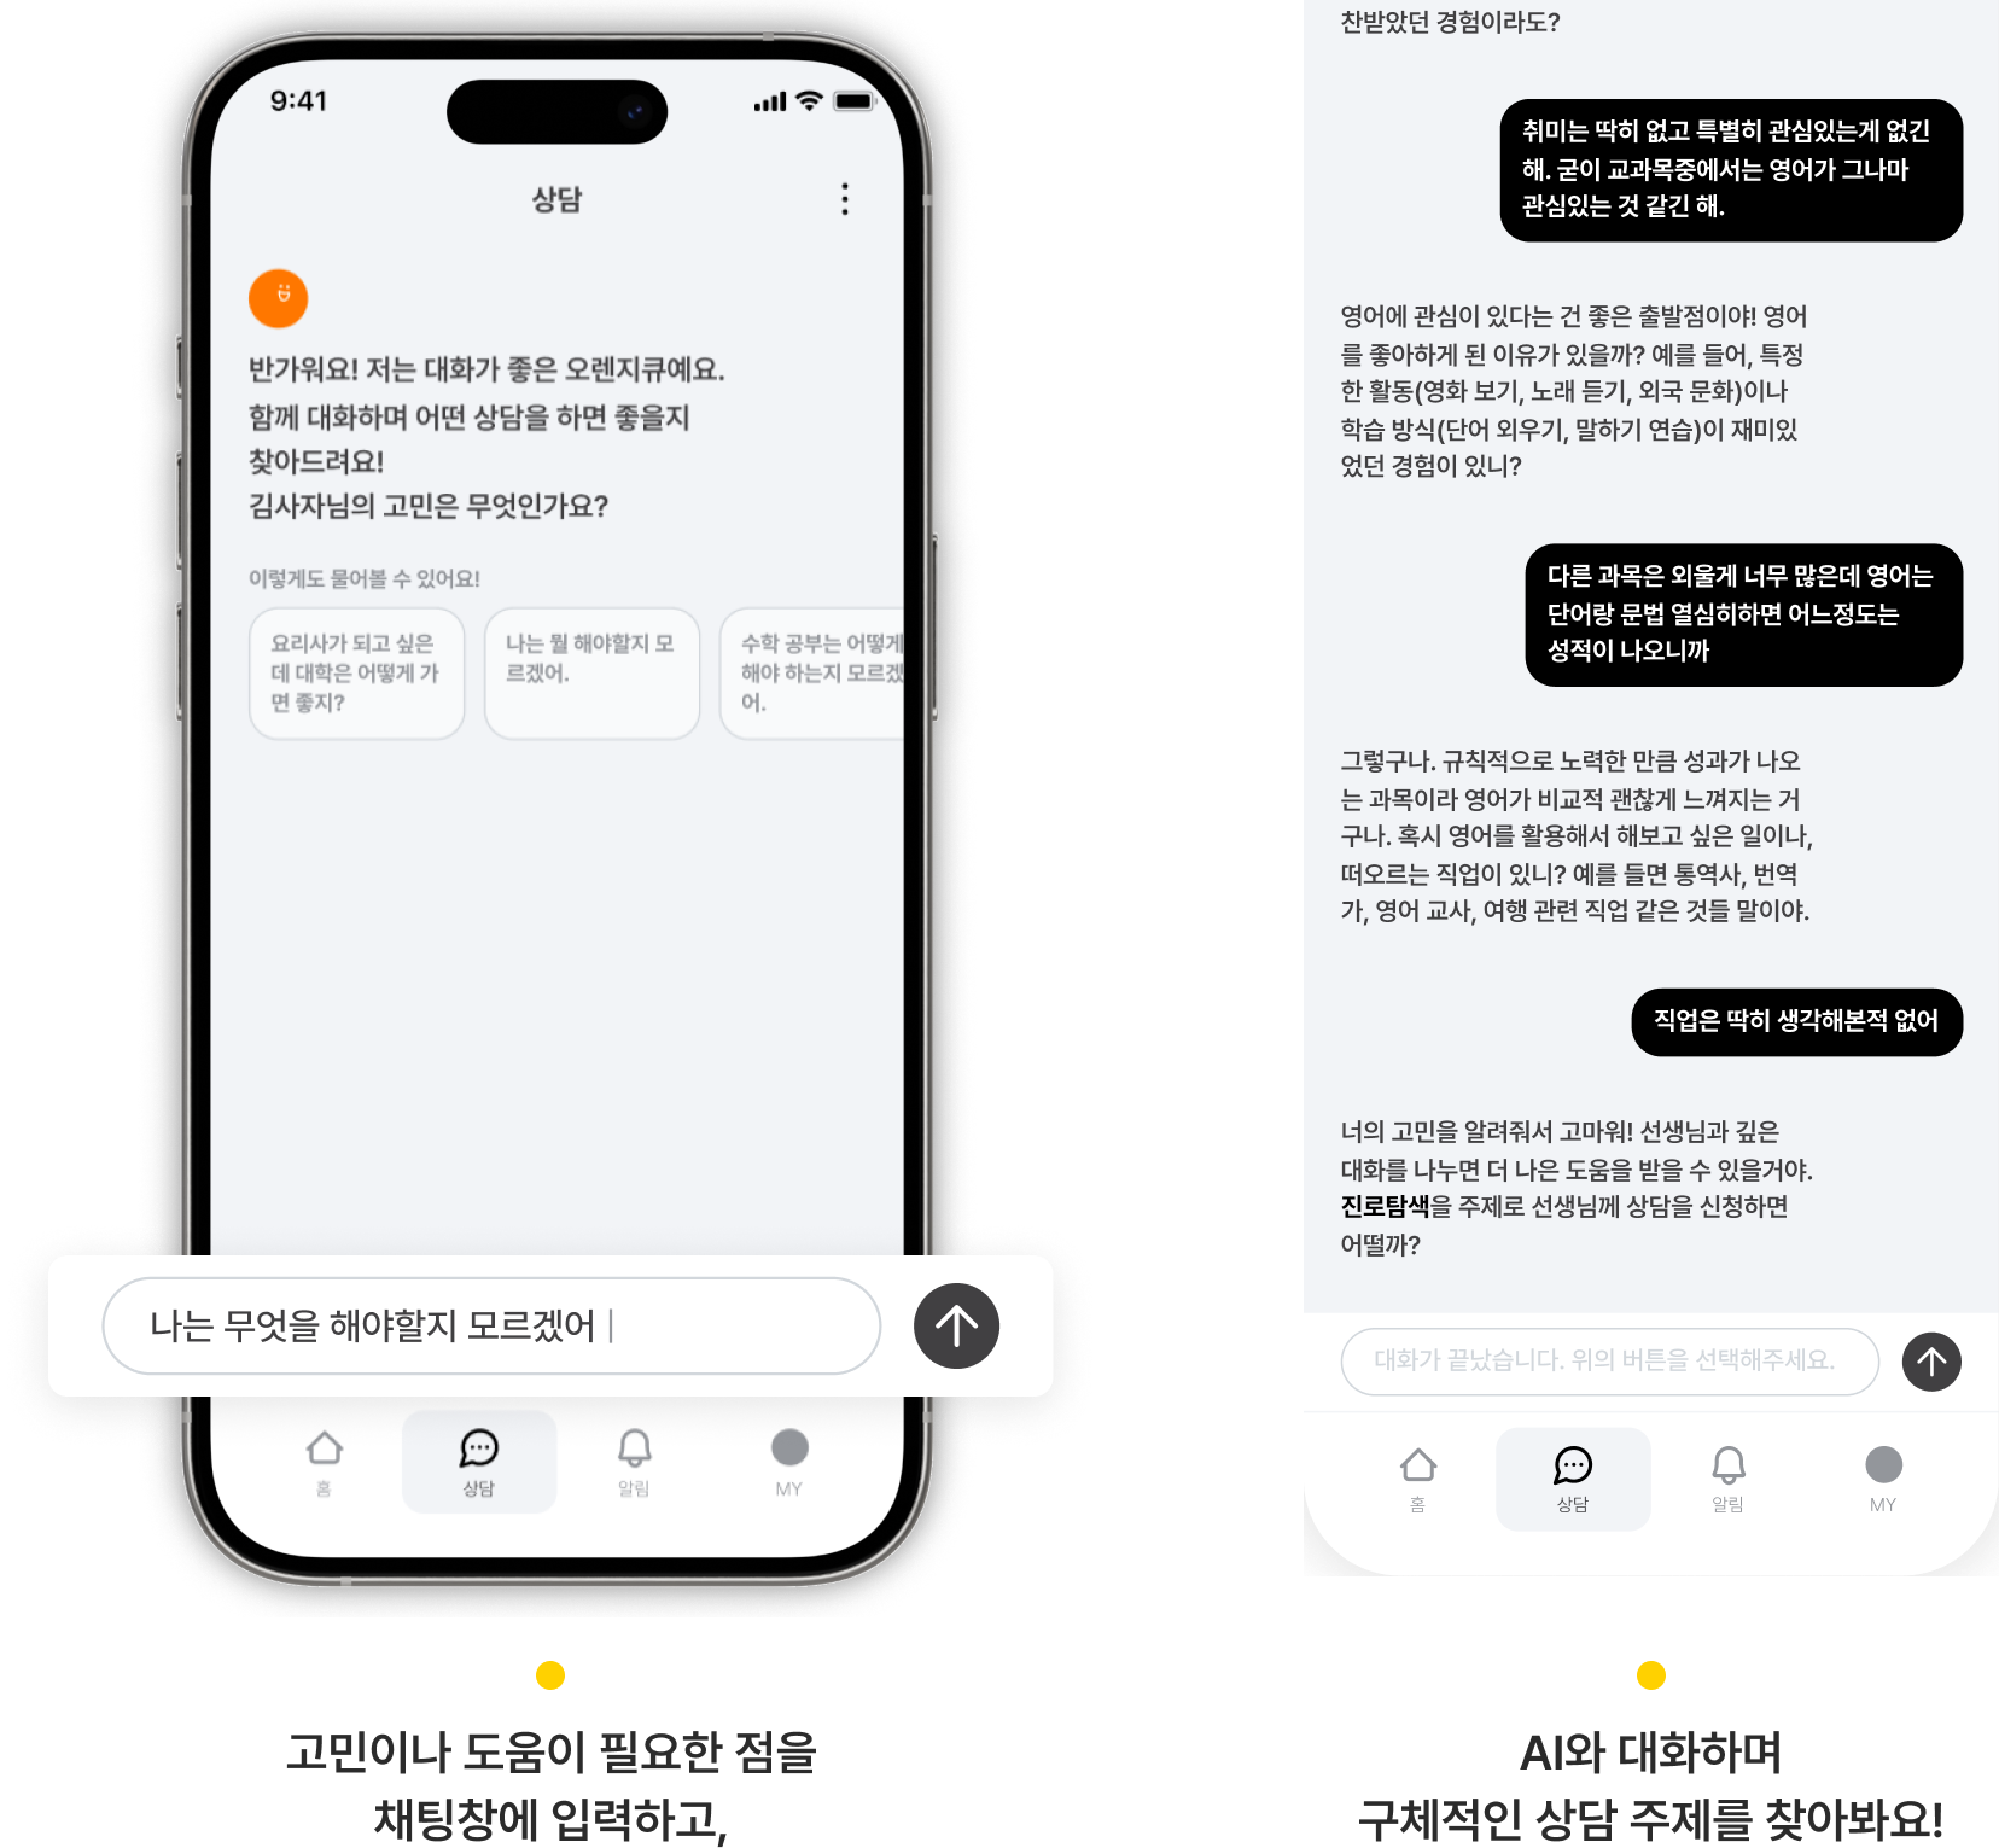 9:41
상담
반가워요! 저는 대화가 좋은 오렌지큐예요.
함께 대화하며 어떤 상담을 하면 좋을지
찾아드려요!
김사자님의 고민은 무엇인가요?
이렇게도 물어볼 수 있어요!
요리사가 되고 싶은
데 대학은 어떻게 가
면 좋지?
나는 뭘 해야할지 모
르겠어.
수학 공부는 어떻게
해야 하는지 모르겠
어.
나는 무엇을 해야할지 모르겠어
홈
상담
알림
MY
고민이나 도움이 필요한 점을
채팅창에 입력하고,
찬받았던 경험이라도?
취미는 딱히 없고 특별히 관심있는게 없긴
해. 굳이 교과목중에서는 영어가 그나마
관심있는 것 같긴 해.
영어에 관심이 있다는 건 좋은 출발점이야! 영어
를 좋아하게 된 이유가 있을까? 예를 들어, 특정
한 활동(영화 보기, 노래 듣기, 외국 문화)이나
학습 방식(단어 외우기, 말하기 연습)이 재미있
었던 경험이 있니?
다른 과목은 외울게 너무 많은데 영어는
단어랑 문법 열심히하면 어느정도는
성적이 나오니까
그렇구나. 규칙적으로 노력한 만큼 성과가 나오
는 과목이라 영어가 비교적 괜찮게 느껴지는 거
구나. 혹시 영어를 활용해서 해보고 싶은 일이나,
떠오르는 직업이 있니? 예를 들면 통역사, 번역
가, 영어 교사, 여행 관련 직업 같은 것들 말이야.
직업은 딱히 생각해본적 없어
너의 고민을 알려줘서 고마워! 선생님과 깊은
대화를 나누면 더 나은 도움을 받을 수 있을거야.
진로탐색을 주제로 선생님께 상담을 신청하면
어떨까?
대화가 끝났습니다. 위의 버튼을 선택해주세요.
홈
상담
알림
MY
AI와 대화하며
구체적인 상담 주제를 찾아봐요!